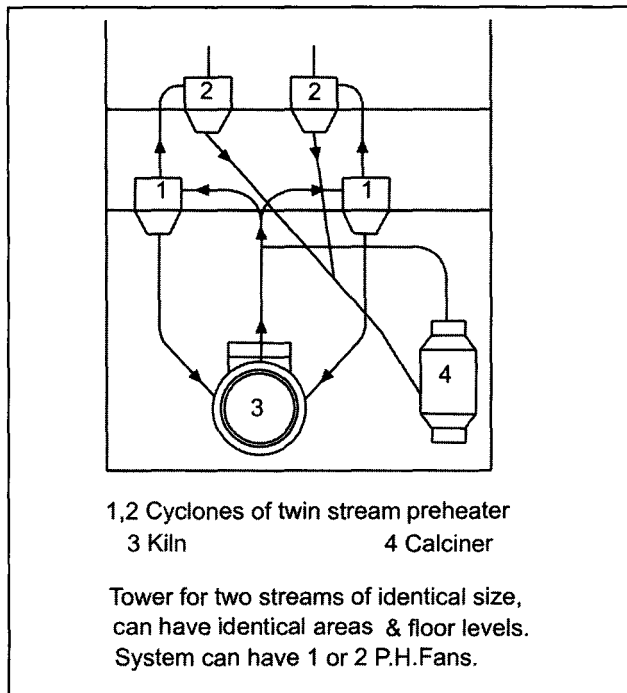 2 2
1 1
3
4
1,2 Cyclones of twin stream preheater
3 Kiln 4 Calciner
Tower for two streams of identical size,
can have identical areas & floor levels.
System can have 1 or 2 P.H.Fans.